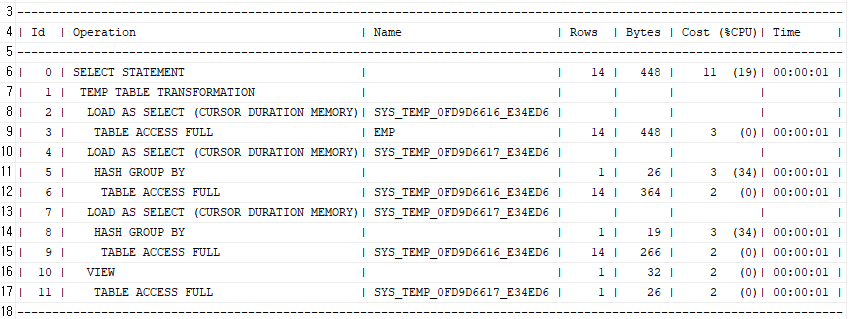 3 --------------------------------------------------------------------------------------------------------------------
4 | Id  | Operation                                | Name                      | Rows  | Bytes | Cost (%CPU)| Time     |
5 --------------------------------------------------------------------------------------------------------------------
6 |   0 | SELECT STATEMENT                         |                           |    14 |   448 |    11  (19)| 00:00:01 |
7 |   1 |  TEMP TABLE TRANSFORMATION               |                           |       |       |            |          |
8 |   2 |   LOAD AS SELECT (CURSOR DURATION MEMORY)| SYS_TEMP_0FD9D6616_E34ED6 |       |       |            |          |
9 |   3 |    TABLE ACCESS FULL                     | EMP                       |    14 |   448 |     3   (0)| 00:00:01 |
10 |   4 |   LOAD AS SELECT (CURSOR DURATION MEMORY)| SYS_TEMP_0FD9D6617_E34ED6 |       |       |            |          |
11 |   5 |    HASH GROUP BY                         |                           |     1 |    26 |     3  (34)| 00:00:01 |
12 |   6 |     TABLE ACCESS FULL                    | SYS_TEMP_0FD9D6616_E34ED6 |    14 |   364 |     2   (0)| 00:00:01 |
13 |   7 |   LOAD AS SELECT (CURSOR DURATION MEMORY)| SYS_TEMP_0FD9D6617_E34ED6 |       |       |            |          |
14 |   8 |    HASH GROUP BY                         |                           |     1 |    19 |     3  (34)| 00:00:01 |
15 |   9 |     TABLE ACCESS FULL                    | SYS_TEMP_0FD9D6616_E34ED6 |    14 |   266 |     2   (0)| 00:00:01 |
16 |  10 |   VIEW                                   |                           |     1 |    32 |     2   (0)| 00:00:01 |
17 |  11 |    TABLE ACCESS FULL                     | SYS_TEMP_0FD9D6617_E34ED6 |     1 |    26 |     2   (0)| 00:00:01 |
18 --------------------------------------------------------------------------------------------------------------------